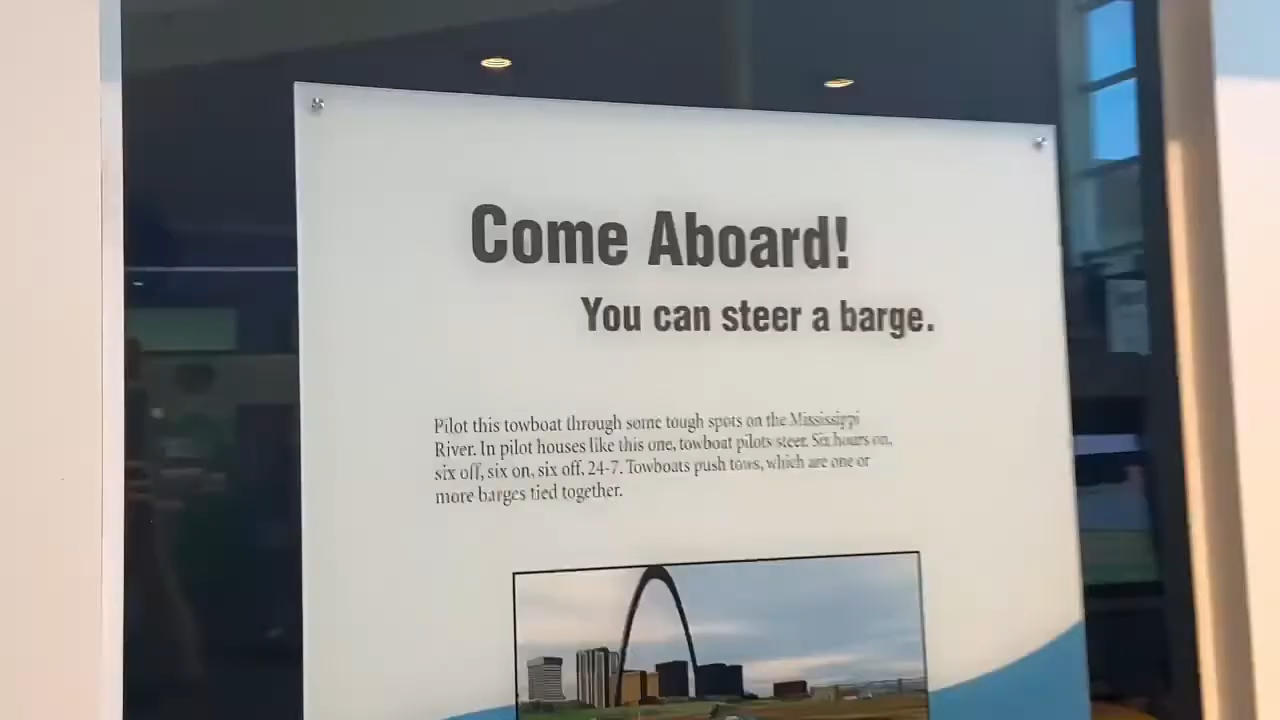 Come Aboard!
You can steer a barge.
Pilot this towboat through some tough spots on the Mississippi
River. In pilot houses like this one, towboat pilots steer. Six hours on,
six off, six on, six off, 24-7. Towboats push tows, which are one or
more barges tied together.